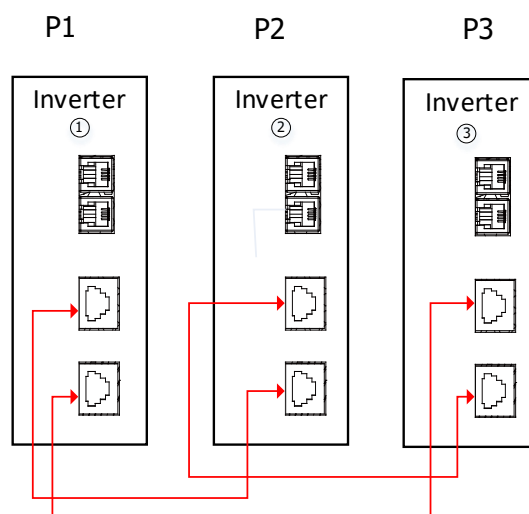 P1
P2
P3
Inverter
①
Inverter
②
Inverter
③